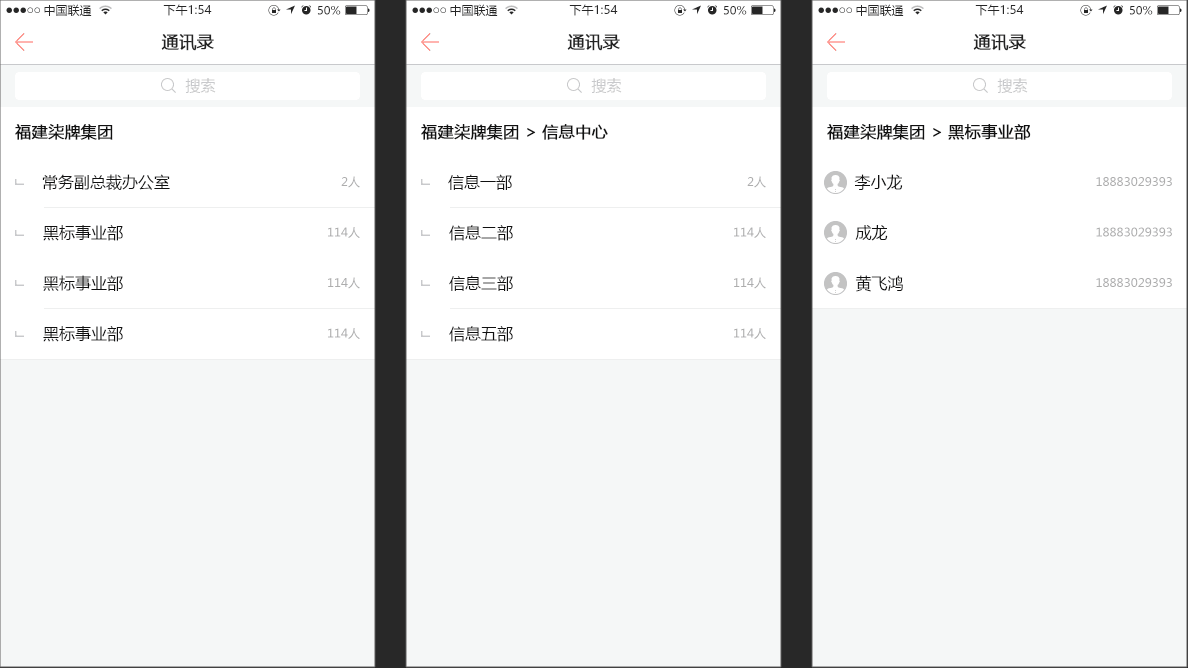 中国联通 下午1:54 50%
通讯录
搜索
福建柒牌集团
常务副总裁办公室 2人
黑标事业部 114人
黑标事业部 114人
黑标事业部 114人
中国联通 下午1:54 50%
通讯录
搜索
福建柒牌集团 > 信息中心
信息一部 2人
信息二部 114人
信息三部 114人
信息五部 114人
中国联通 下午1:54 50%
通讯录
搜索
福建柒牌集团 > 黑标事业部
李小龙 18883029393
成龙 18883029393
黄飞鸿 18883029393